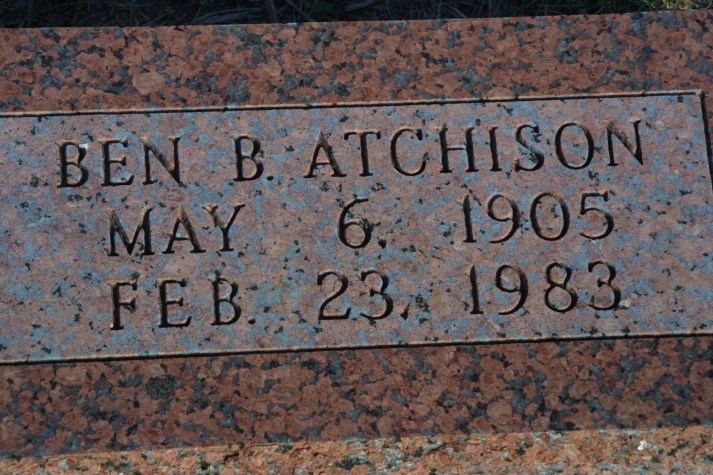 BEN B. ATCHISON
MAY 6 1905
FEB. 23, 1983